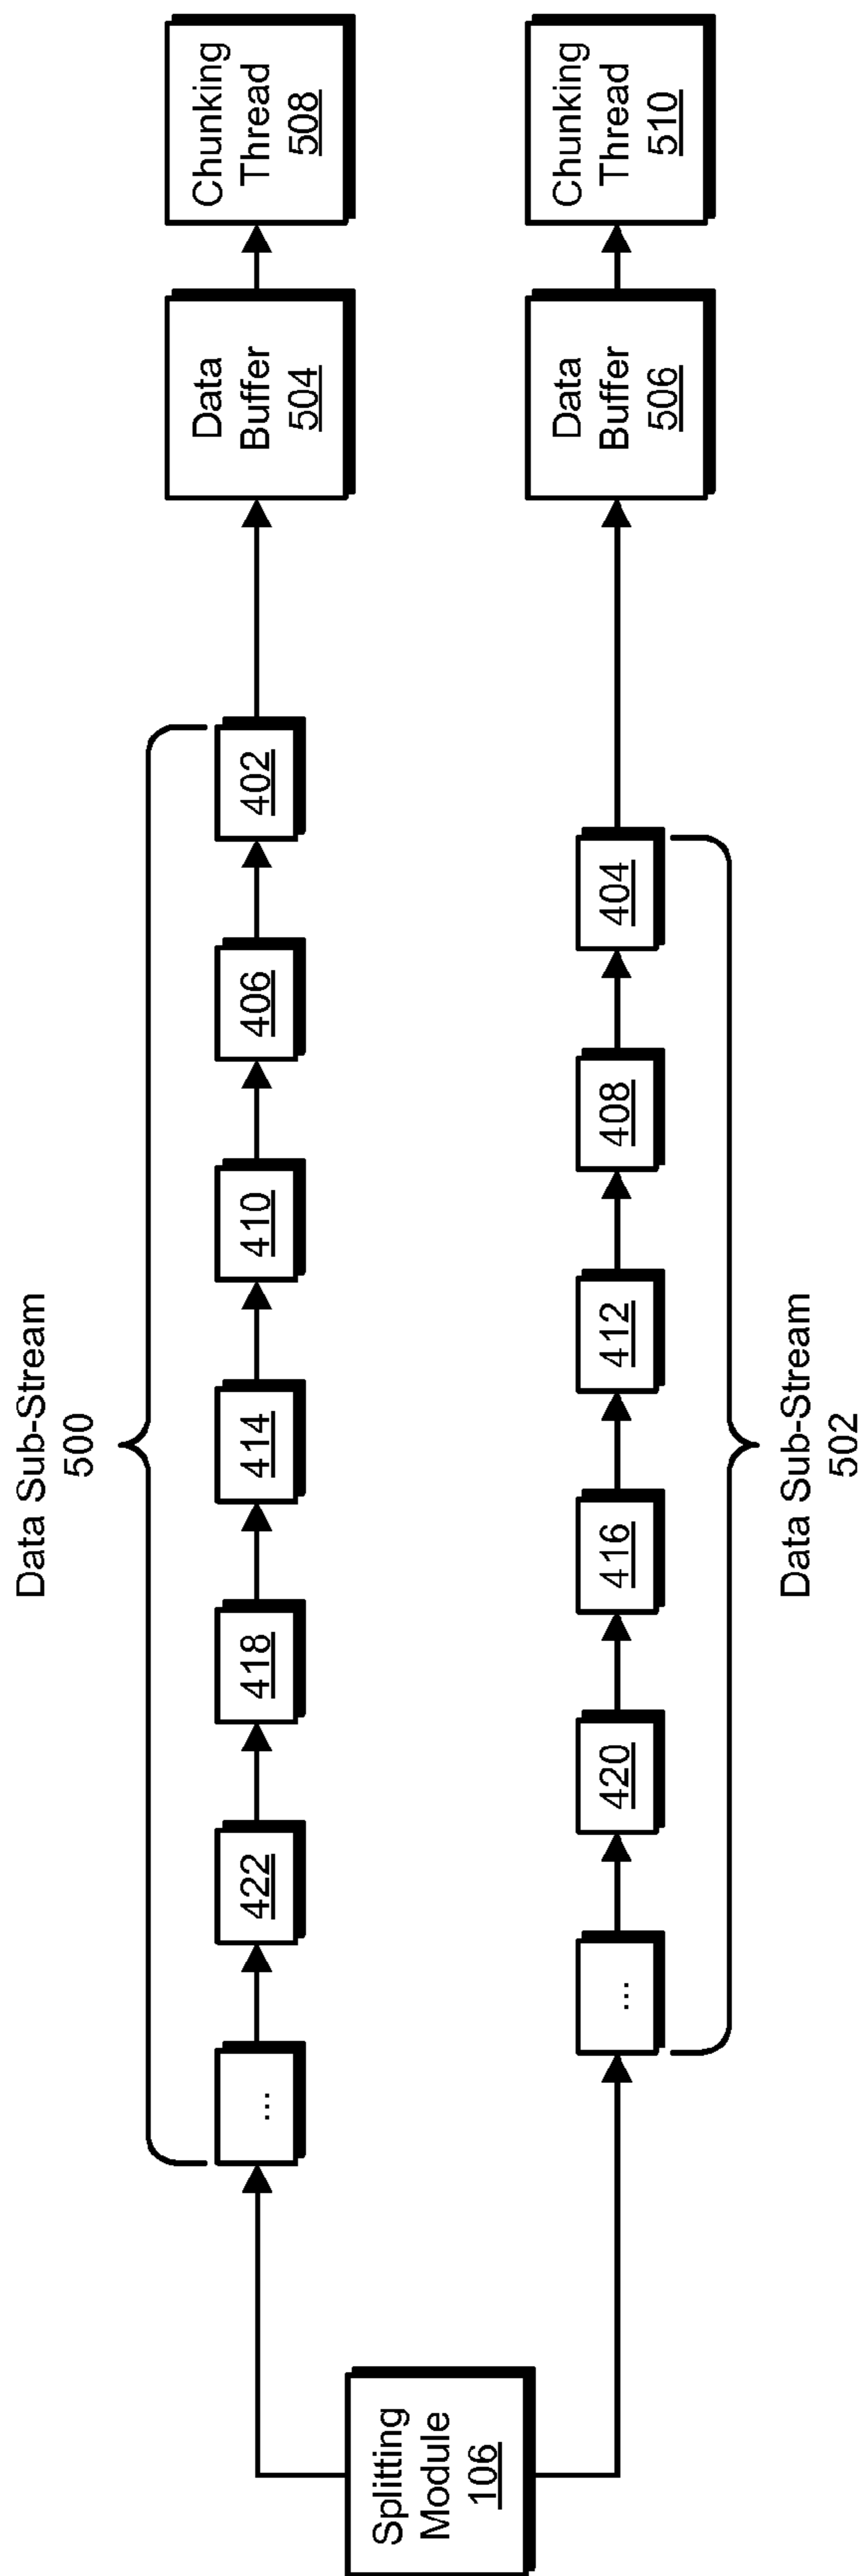 Data Sub-Stream
500
Splitting
Module
106
...
422
418
414
410
406
402
Data
Buffer
504
Chunking
Thread
508
...
420
416
412
408
404
Data
Buffer
506
Chunking
Thread
510
Data Sub-Stream
502